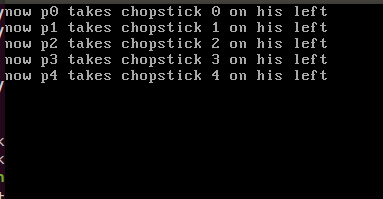 now p0 takes chopstick 0 on his left
now p1 takes chopstick 1 on his left
now p2 takes chopstick 2 on his left
now p3 takes chopstick 3 on his left
now p4 takes chopstick 4 on his left